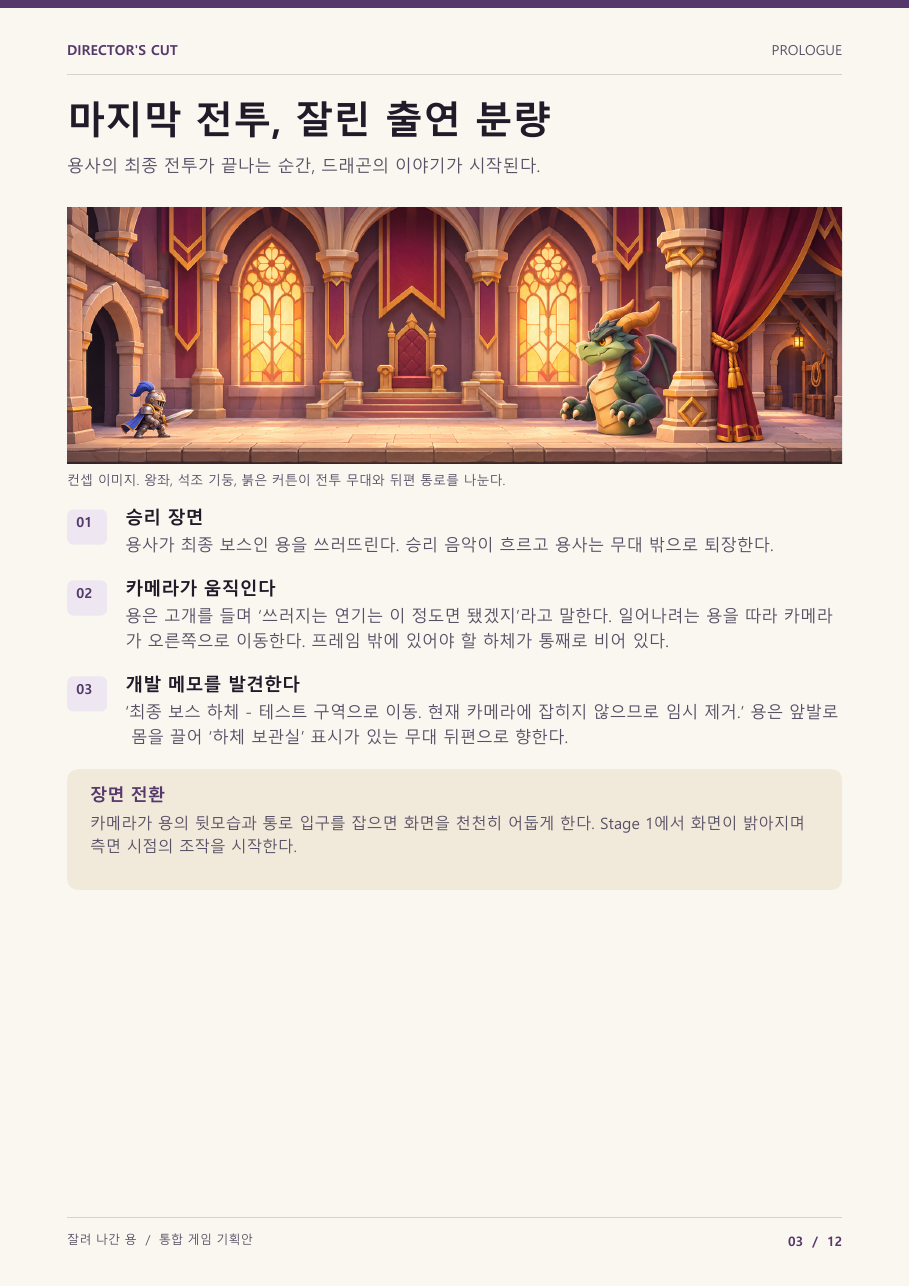 DIRECTOR'S CUT
PROLOGUE
마지막 전투, 잘린 출연 분량
용사의 최종 전투가 끝나는 순간, 드래곤의 이야기가 시작된다.
컨셉 이미지. 왕좌, 석조 기둥, 붉은 커튼이 전투 무대와 뒤편 통로를 나눈다.
01
승리 장면
용사가 최종 보스인 용을 쓰러뜨린다. 승리 음악이 흐르고 용사는 무대 밖으로 퇴장한다.
02
카메라가 움직인다
용은 고개를 들며 ‘쓰러지는 연기는 이 정도면 됐겠지’라고 말한다. 일어나려는 용을 따라 카메라
가 오른쪽으로 이동한다. 프레임 밖에 있어야 할 하체가 통째로 비어 있다.
03
개발 메모를 발견한다
‘최종 보스 하체 - 테스트 구역으로 이동. 현재 카메라에 잡히지 않으므로 임시 제거.’ 용은 앞발로
몸을 끌어 ‘하체 보관실’ 표시가 있는 무대 뒤편으로 향한다.
장면 전환
카메라가 용의 뒷모습과 통로 입구를 잡으면 화면을 천천히 어둡게 한다. Stage 1에서 화면이 밝아지며
측면 시점의 조작을 시작한다.
잘려 나간 용 / 통합 게임 기획안
03 / 12